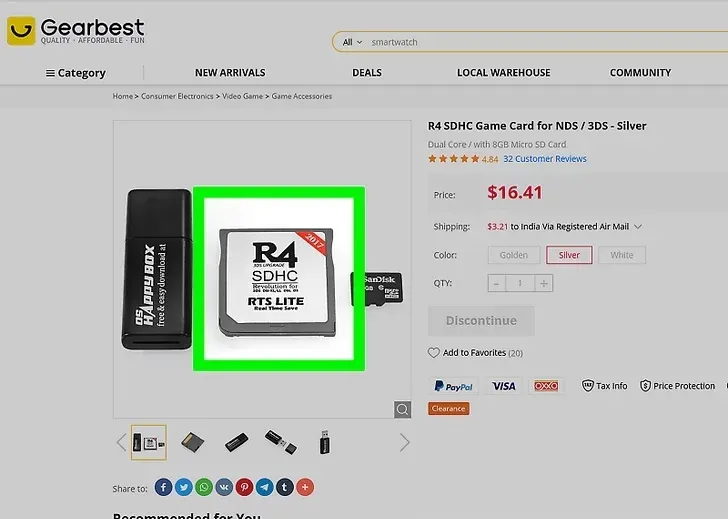 Gearbest
QUALITY · AFFORDABLE · FUN
All
smartwatch
Category
NEW ARRIVALS
DEALS
LOCAL WAREHOUSE
COMMUNITY
Home > Consumer Electronics > Video Game > Game Accessories
R4 SDHC Game Card for NDS / 3DS - Silver
Dual Core / with 8GB Micro SD Card
4.84 32 Customer Reviews
Price: $16.41
Shipping: $3.21 to India Via Registered Air Mail
Color: Golden Silver White
QTY: − 1 +
Discontinue
Add to Favorites (20)
PayPal VISA OXXO Tax Info Price Protection
Clearance
OS HAPPY BOX
free & easy download at
2017
R4
3DS UPGRADE
SDHC
Revolution for
RTS LITE
Real Time Save
SanDisk
GB
micro
Share to:
Recommended for You